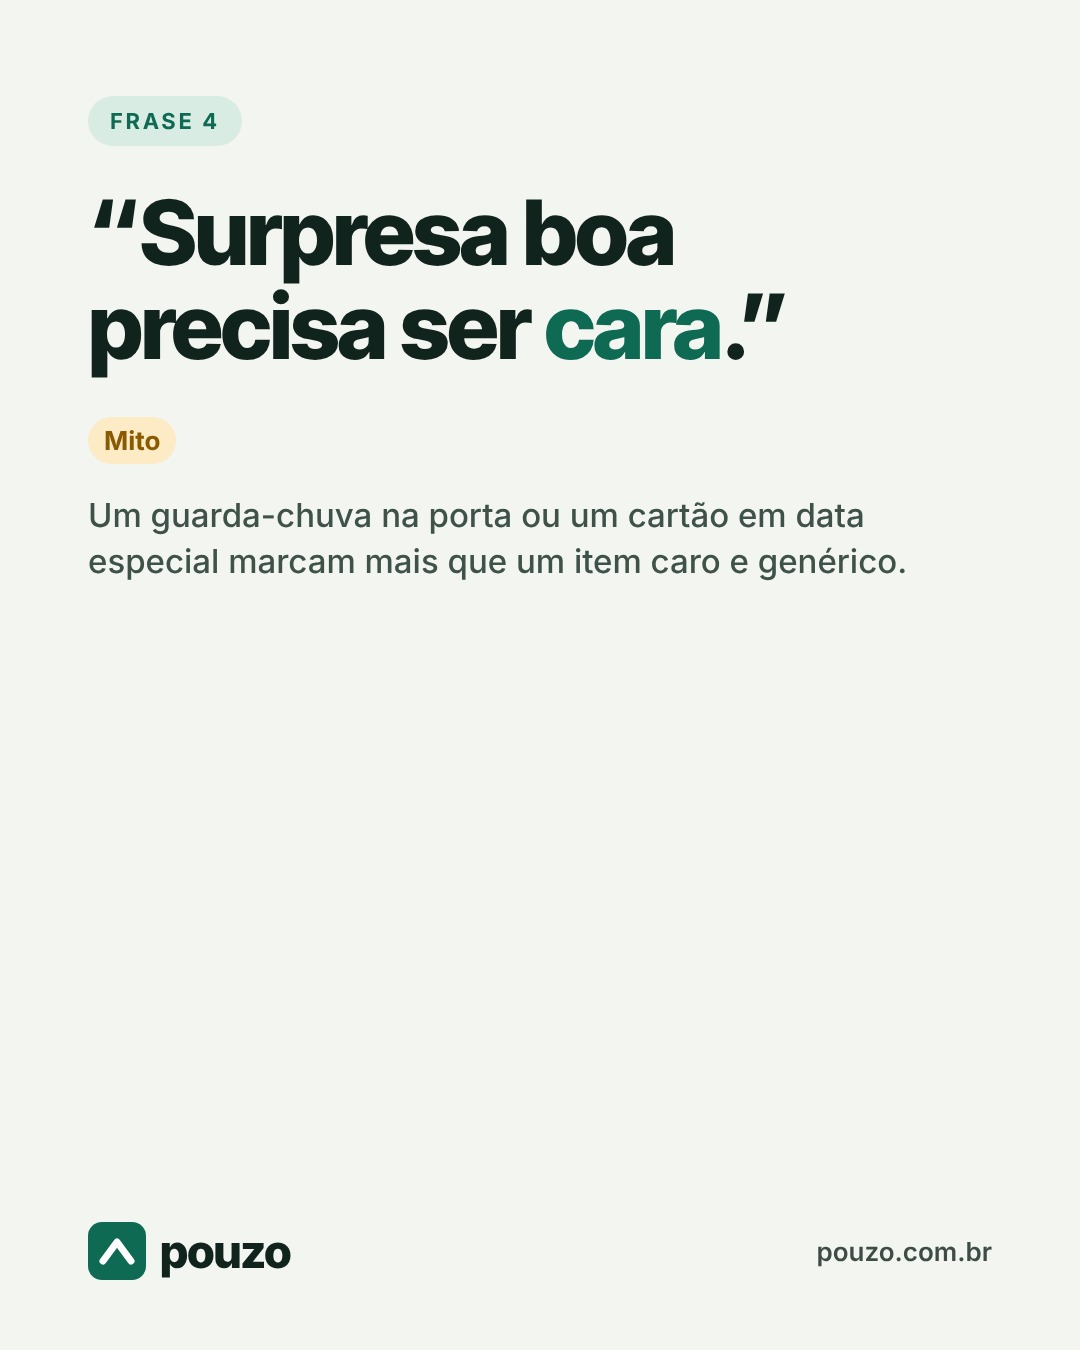 FRASE 4
“Surpresa boa
precisa ser cara.”
Mito
Um guarda-chuva na porta ou um cartão em data
especial marcam mais que um item caro e genérico.
pouzo
pouzo.com.br